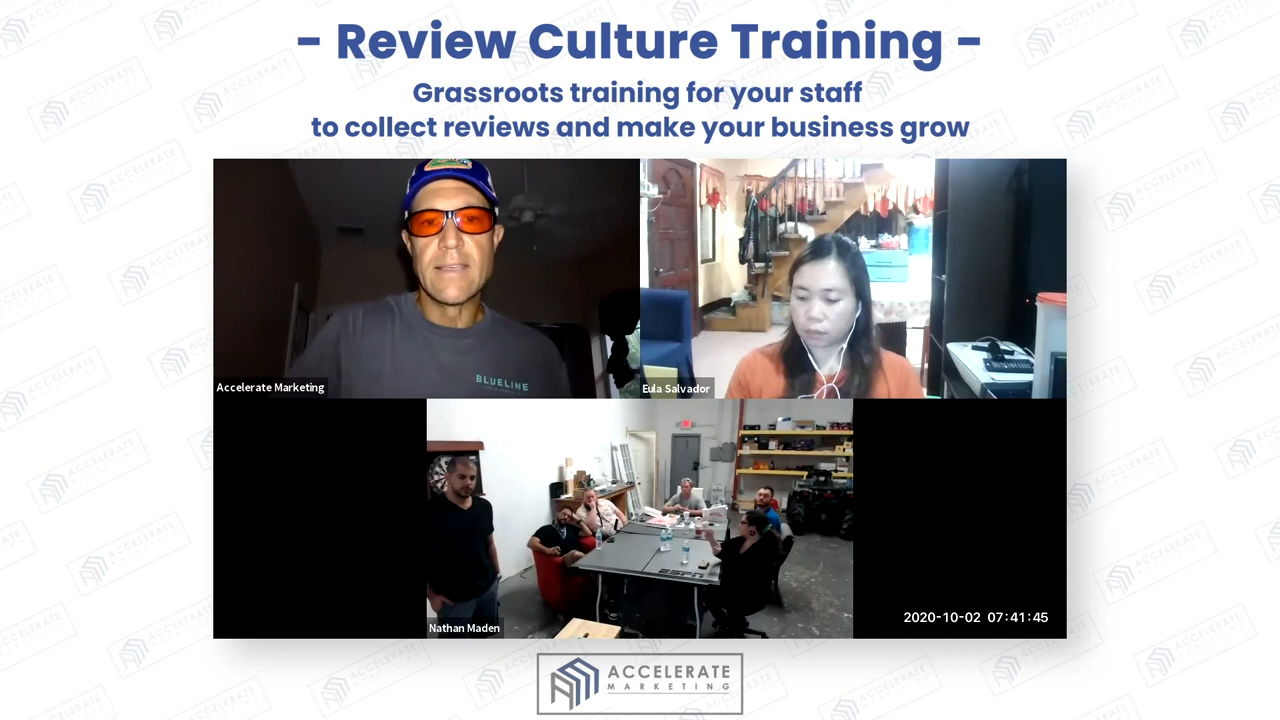 - Review Culture Training -
Grassroots training for your staff
to collect reviews and make your business grow
BLUELINE
Accelerate Marketing
Eula Salvador
ESPN
Nathan Maden
2020-10-02 07:41:45
ACCELERATE
MARKETING